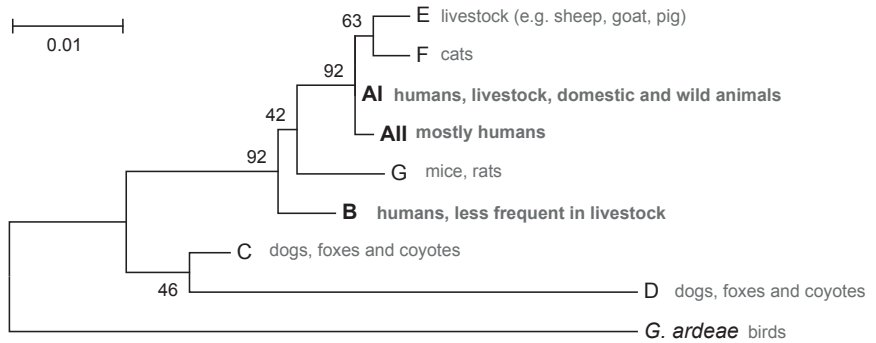 63
E livestock (e.g. sheep, goat, pig)
0.01
F cats
92
AI humans, livestock, domestic and wild animals
42
AII mostly humans
92
G mice, rats
B humans, less frequent in livestock
C dogs, foxes and coyotes
46
D dogs, foxes and coyotes
G. ardeae birds